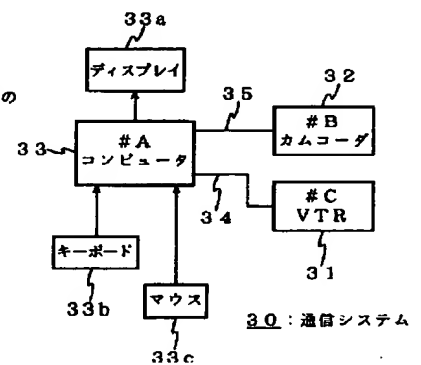 33a
ディスプレイ
の
35
32
#B
カムコーダ
33
#A
コンピュータ
34
#C
VTR
31
キーボード
33b
マウス
33c
30：通信システム